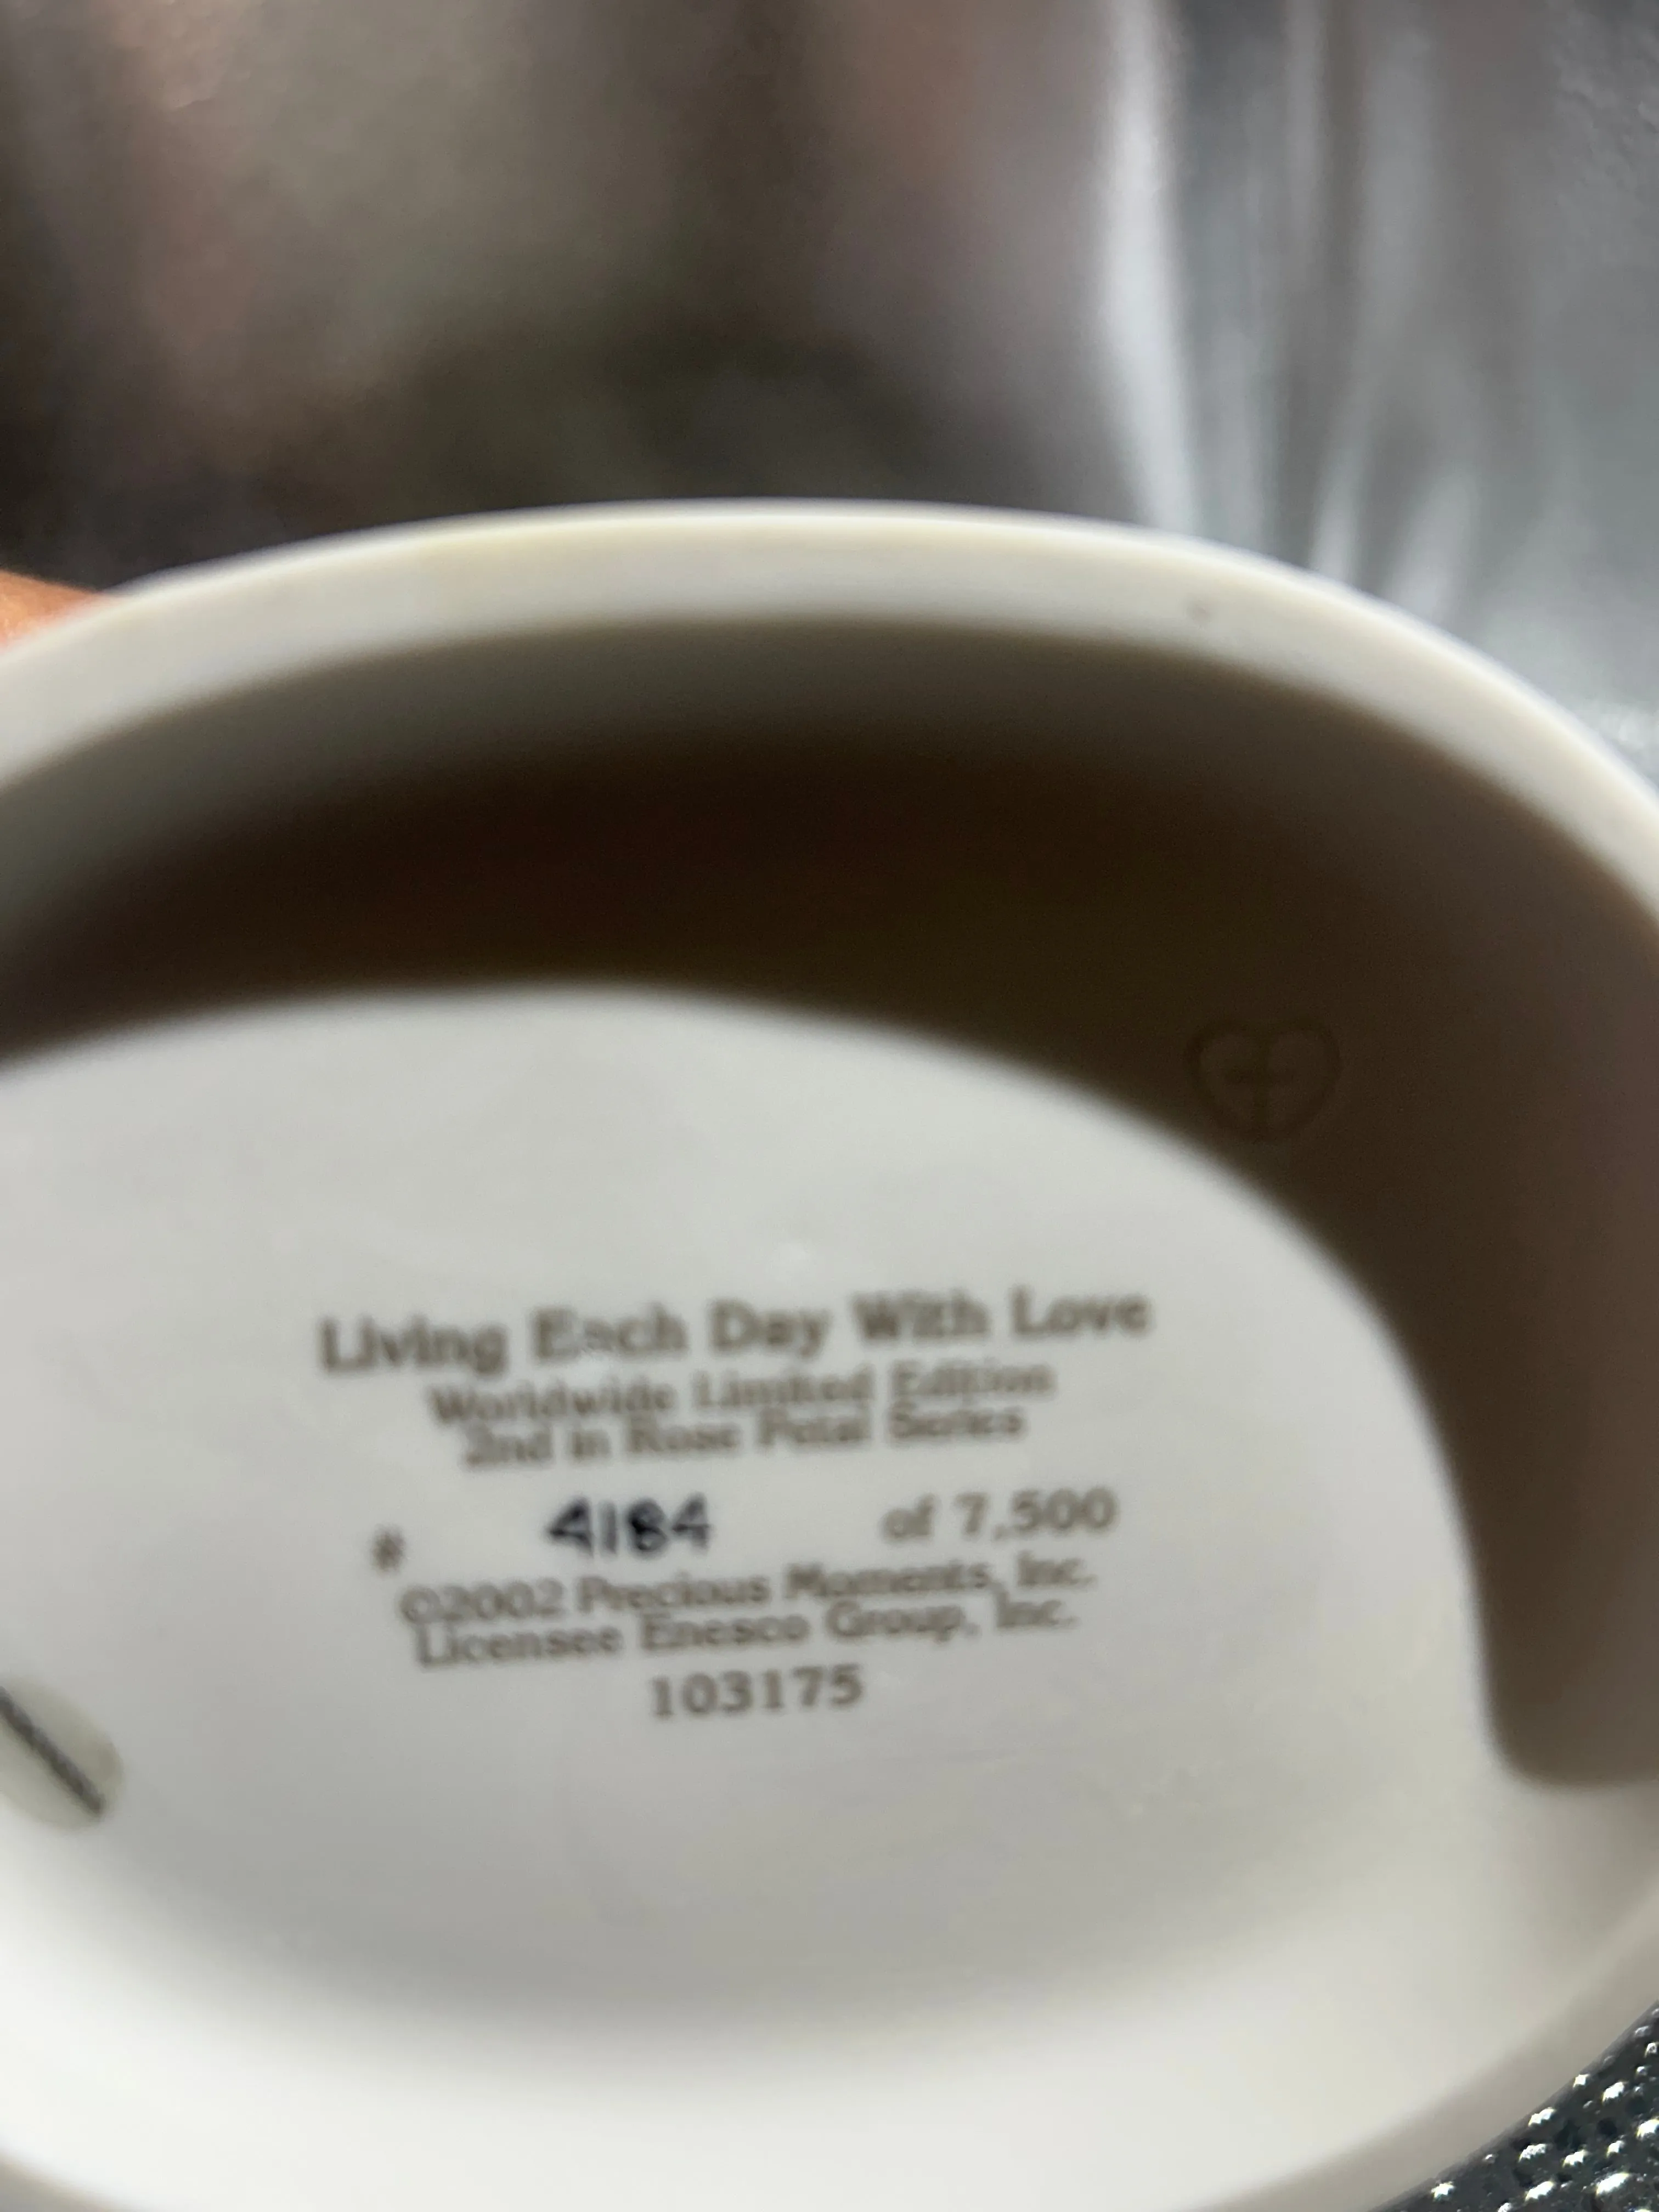 Living Each Day With Love
Worldwide Limited Edition
2nd in Rose Petal Series
# 4184 of 7,500
©2002 Precious Moments, Inc.
Licensee Enesco Group, Inc.
103175